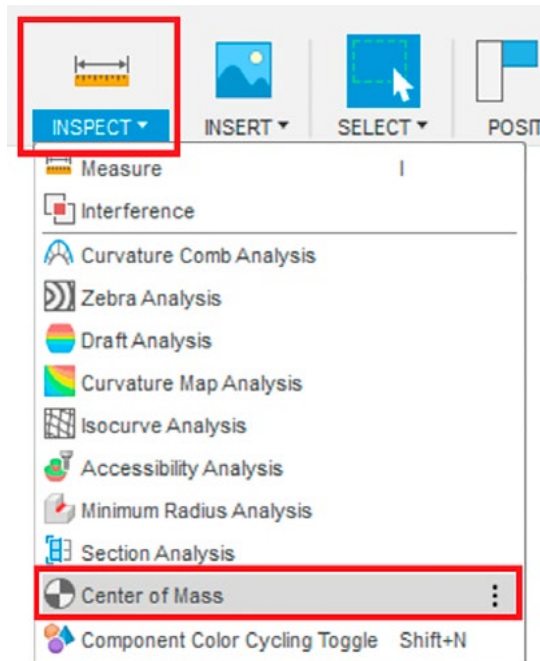 INSPECT INSERT SELECT POSIT
Measure I
Interference
Curvature Comb Analysis
Zebra Analysis
Draft Analysis
Curvature Map Analysis
Isocurve Analysis
Accessibility Analysis
Minimum Radius Analysis
Section Analysis
Center of Mass
Component Color Cycling Toggle Shift+N